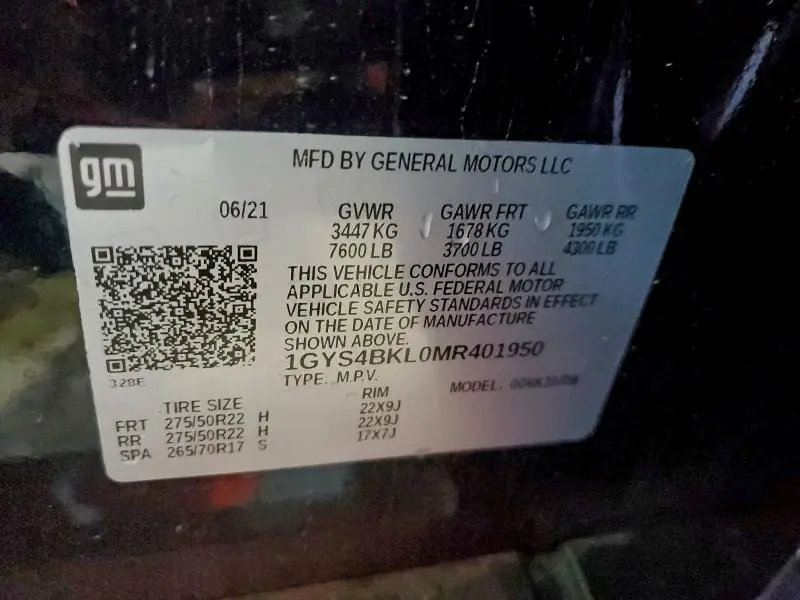 gm
MFD BY GENERAL MOTORS LLC
06/21 GVWR GAWR FRT GAWR RR
3447 KG 1678 KG 1950 KG
7600 LB 3700 LB 4300 LB
THIS VEHICLE CONFORMS TO ALL
APPLICABLE U.S. FEDERAL MOTOR
VEHICLE SAFETY STANDARDS IN EFFECT
ON THE DATE OF MANUFACTURE
SHOWN ABOVE.
1GYS4BKL0MR401950
328E
TYPE. M.P.V. MODEL:
TIRE SIZE RIM
FRT 275/50R22 H 22X9J
RR 275/50R22 H 22X9J
SPA 265/70R17 S 17X7J